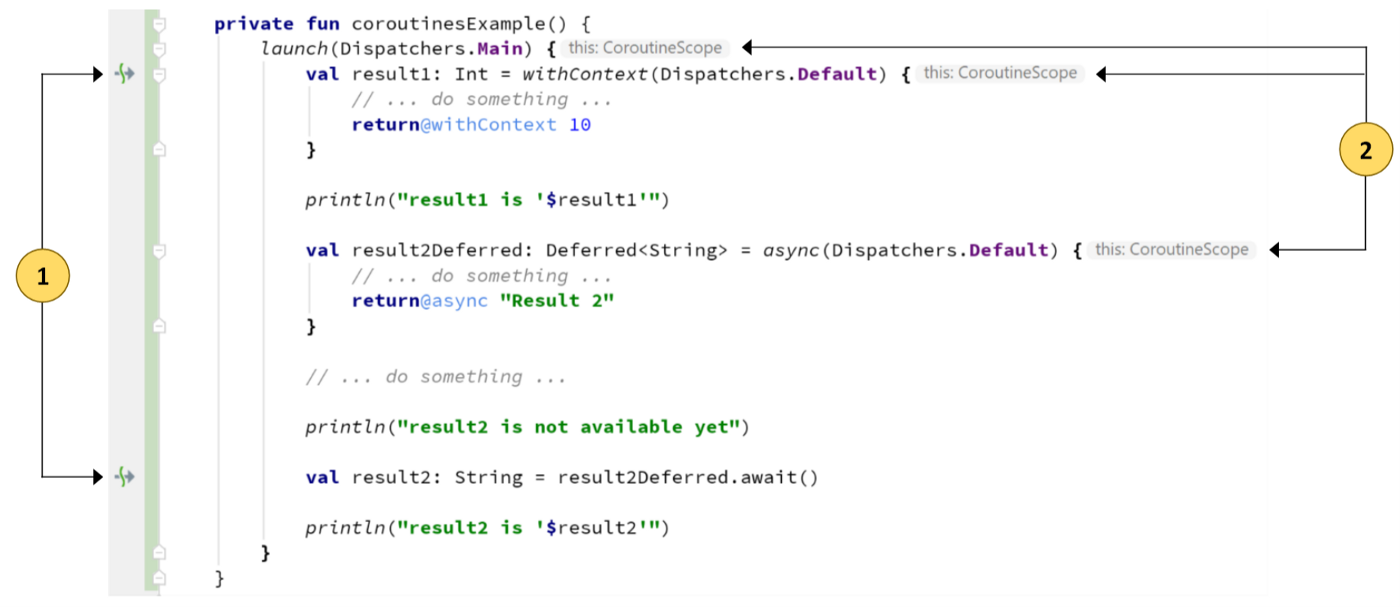 private fun coroutinesExample() {
launch(Dispatchers.Main) { this: CoroutineScope
val result1: Int = withContext(Dispatchers.Default) { this: CoroutineScope
// ... do something ...
return@withContext 10
}
2
println("result1 is '$result1'")
val result2Deferred: Deferred<String> = async(Dispatchers.Default) { this: CoroutineScope
1
// ... do something ...
return@async "Result 2"
}
// ... do something ...
println("result2 is not available yet")
val result2: String = result2Deferred.await()
println("result2 is '$result2'")
}
}